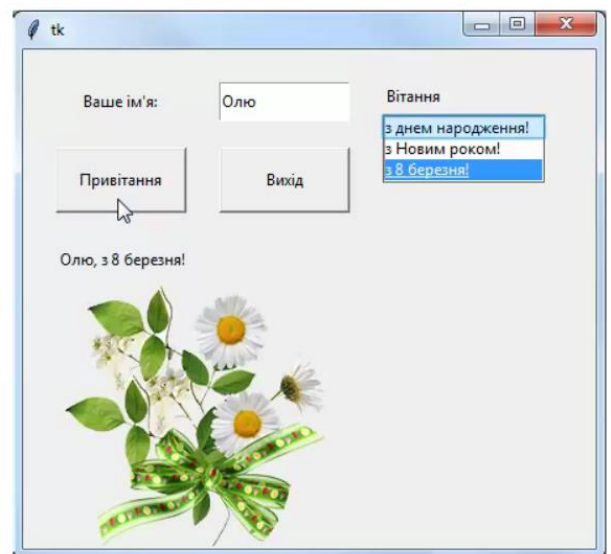 tk
Ваше ім'я:
Олю
Вітання
з днем народження!
з Новим роком!
з 8 березня!
Привітання
Вихід
Олю, з 8 березня!